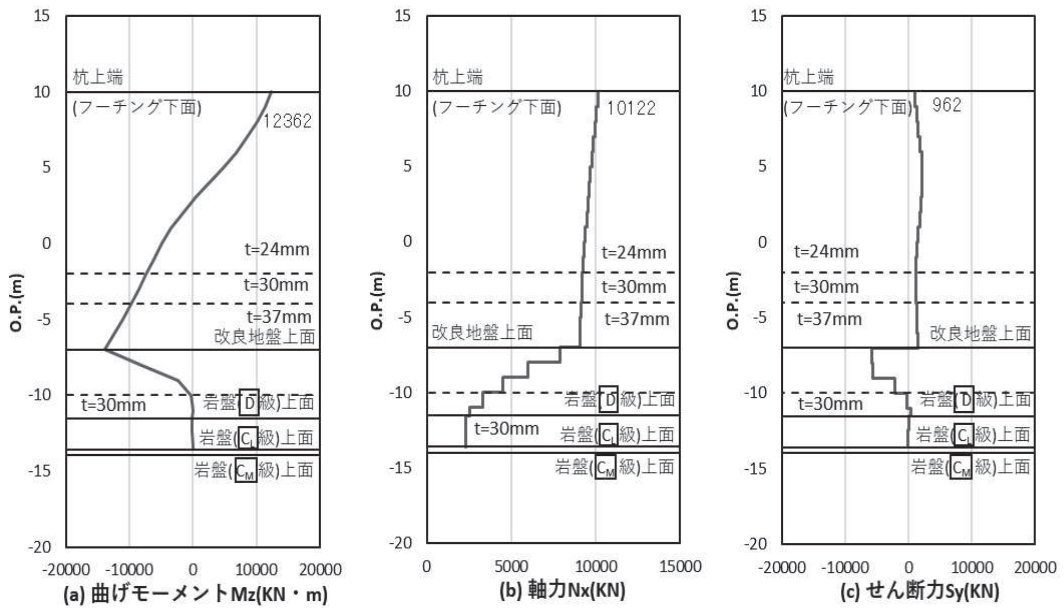 15
杭上端
10
(フーチング下面)
12362
5
0
t=24mm
t=30mm
-5
t=37mm
改良地盤上面
-10
t=30mm
岩盤(D級)上面
岩盤(CL級)上面
-15
岩盤(CM級)上面
-20
O.P.(m)
-20000 -10000 0 10000 20000
(a) 曲げモーメントMz(KN・m)
15
杭上端
10
(フーチング下面)
10122
5
0
t=24mm
t=30mm
-5
t=37mm
改良地盤上面
-10
岩盤(D級)上面
t=30mm
岩盤(CL級)上面
-15
岩盤(CM級)上面
-20
O.P.(m)
0 5000 10000 15000
(b) 軸力Nx(KN)
15
杭上端
10
(フーチング下面)
962
5
0
t=24mm
t=30mm
-5
t=37mm
改良地盤上面
-10
t=30mm
岩盤(D級)上面
岩盤(CL級)上面
-15
岩盤(CM級)上面
-20
O.P.(m)
-20000 -10000 0 10000 20000
(c) せん断力Sy(KN)